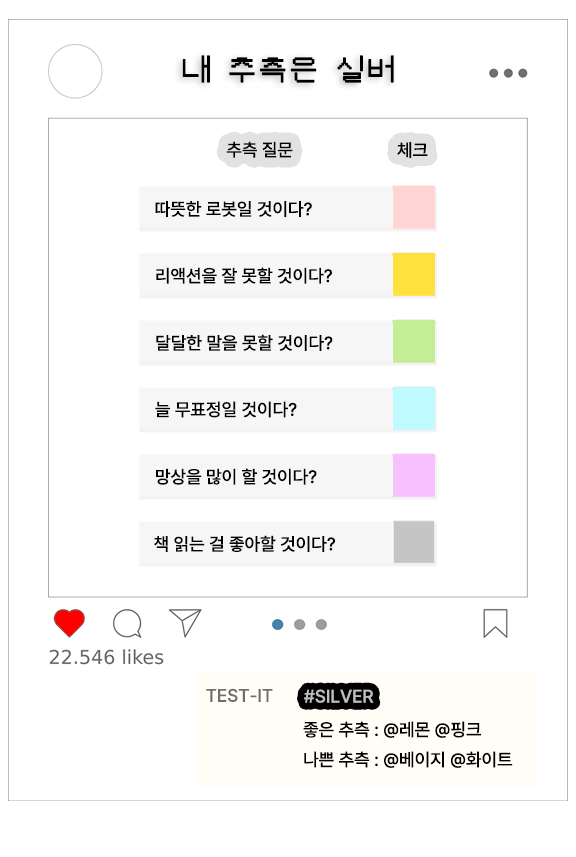 내 추측은 실버
추측 질문 체크
따뜻한 로봇일 것이다?
리액션을 잘 못할 것이다?
달달한 말을 못할 것이다?
늘 무표정일 것이다?
망상을 많이 할 것이다?
책 읽는 걸 좋아할 것이다?
22.546 likes
TEST-IT #SILVER
좋은 추측 : @레몬 @핑크
나쁜 추측 : @베이지 @화이트